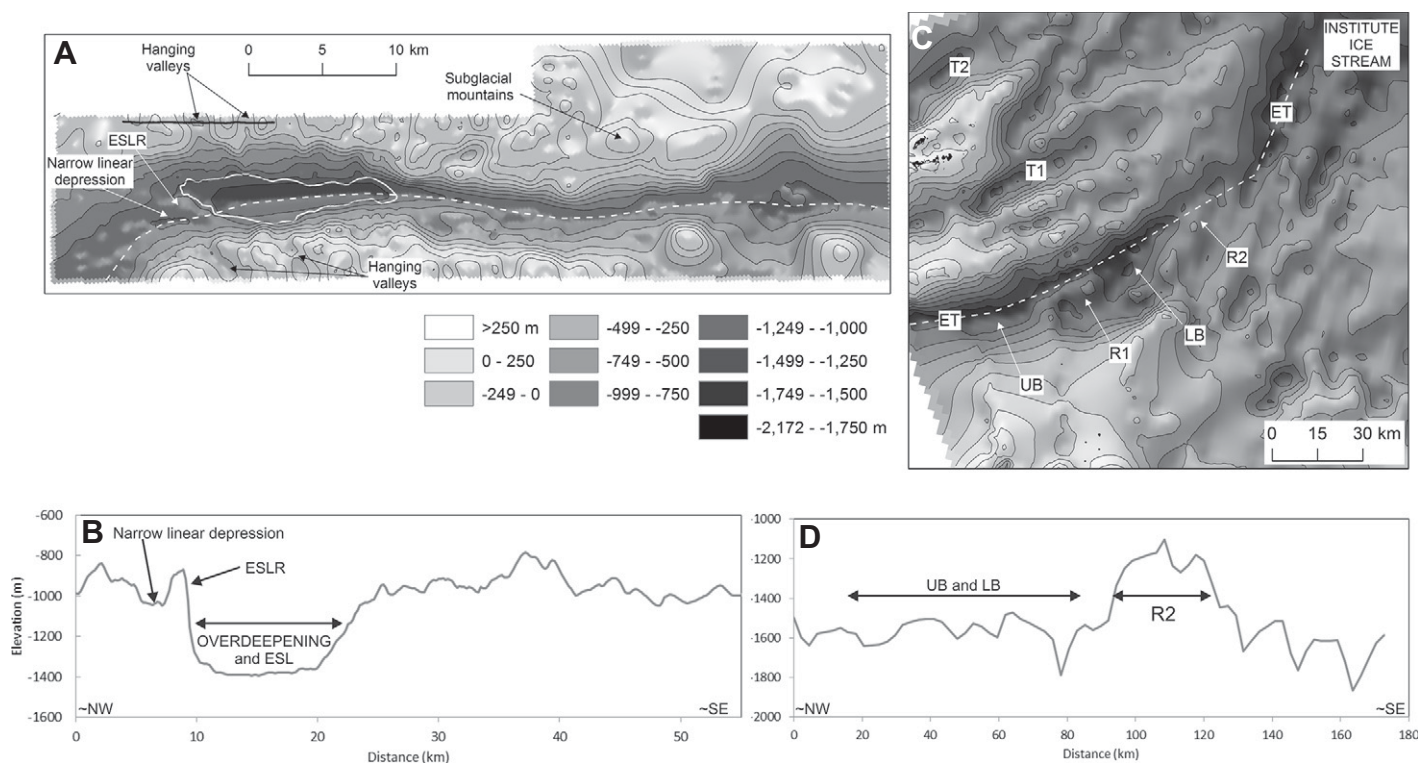 A
Hanging
valleys
0 5 10 km
Subglacial
mountains
ESLR
Narrow linear
depression
Hanging
valleys
C
INSTITUTE
ICE
STREAM
T2
ET
T1
R2
ET
LB
R1
UB
0 15 30 km
>250 m
0 - 250
-249 - 0
-499 - -250
-749 - -500
-999 - -750
-1,249 - -1,000
-1,499 - -1,250
-1,749 - -1,500
-2,172 - -1,750 m
B
Narrow linear depression
ESLR
OVERDEEPENING
and ESL
Elevation (m)
-600
-800
-1000
-1200
-1400
-1600
~NW
~SE
0 10 20 30 40 50
Distance (km)
D
UB and LB
R2
-1000
-1200
-1400
-1600
-1800
-2000
~NW
~SE
0 20 40 60 80 100 120 140 160 180
Distance (km)